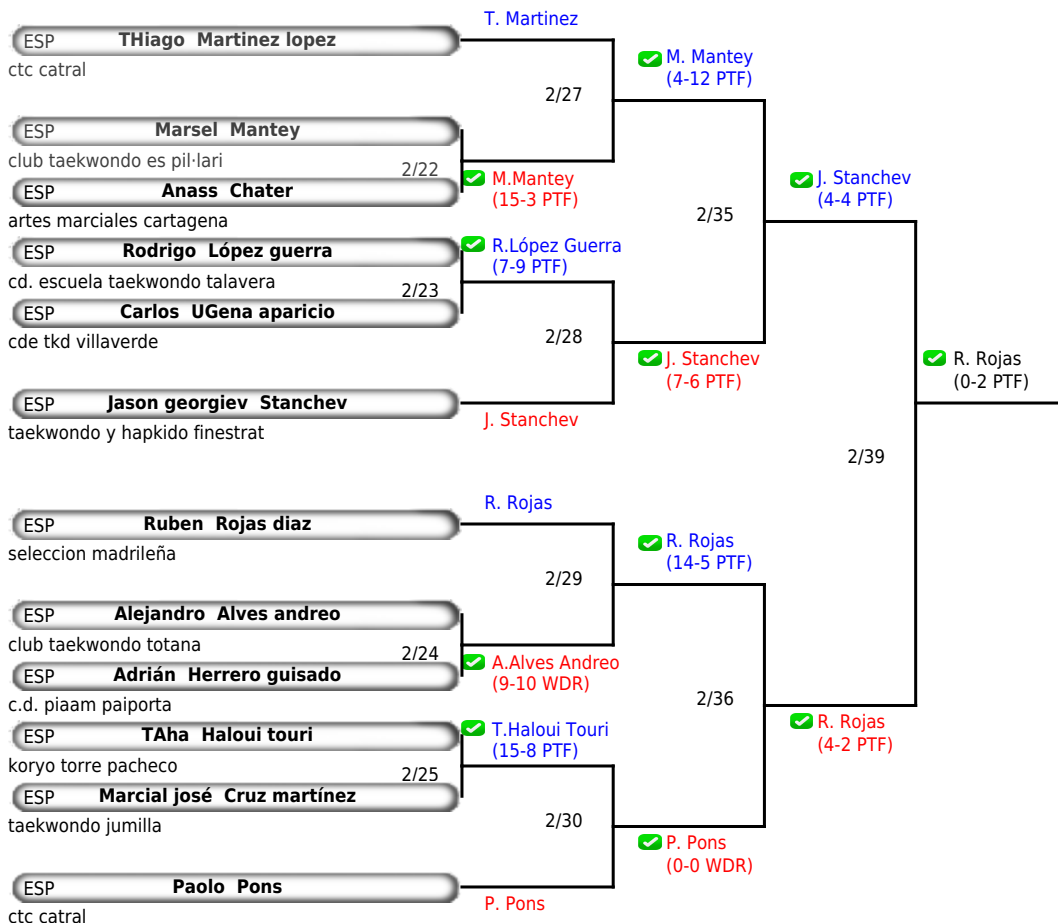 T. Martinez
ESP THiago Martinez lopez
ctc catral
M. Mantey
(4-12 PTF)
2/27
ESP Marsel Mantey
club taekwondo es pil·lari
2/22
M.Mantey
(15-3 PTF)
ESP Anass Chater
artes marciales cartagena
J. Stanchev
(4-4 PTF)
2/35
ESP Rodrigo López guerra
cd. escuela taekwondo talavera
R.López Guerra
(7-9 PTF)
2/23
ESP Carlos UGena aparicio
cde tkd villaverde
2/28
J. Stanchev
(7-6 PTF)
R. Rojas
(0-2 PTF)
ESP Jason georgiev Stanchev
taekwondo y hapkido finestrat
J. Stanchev
2/39
R. Rojas
ESP Ruben Rojas diaz
seleccion madrileña
R. Rojas
(14-5 PTF)
2/29
ESP Alejandro Alves andreo
club taekwondo totana
2/24
A.Alves Andreo
(9-10 WDR)
ESP Adrián Herrero guisado
c.d. piaam paiporta
2/36
R. Rojas
(4-2 PTF)
ESP TAha Haloui touri
koryo torre pacheco
T.Haloui Touri
(15-8 PTF)
2/25
ESP Marcial josé Cruz martínez
taekwondo jumilla
2/30
P. Pons
(0-0 WDR)
ESP Paolo Pons
ctc catral
P. Pons